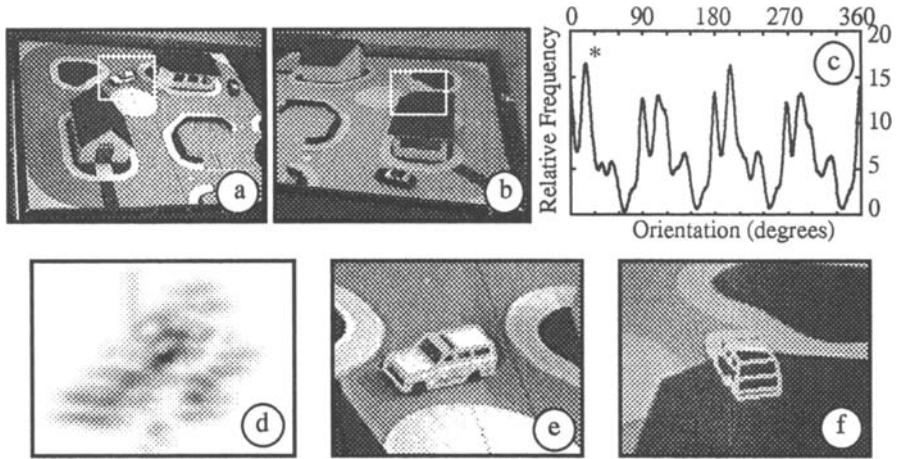 0 90 180 270 360
20
15
10
5
0
*
Relative Frequency
Orientation (degrees)
a
b
c
d
e
f